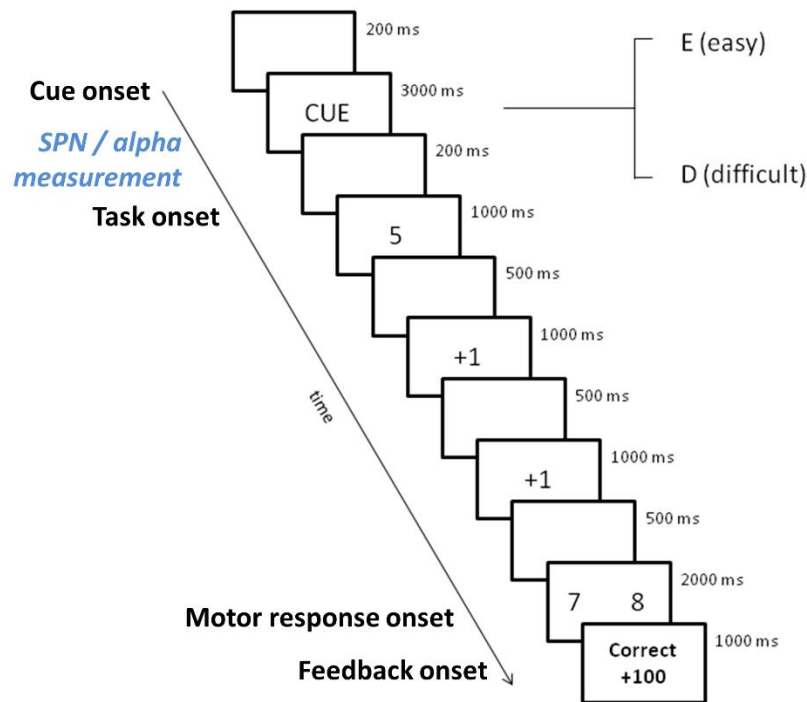 200 ms
E (easy)
Cue onset
CUE
3000 ms
SPN / alpha
measurement
200 ms
D (difficult)
Task onset
5
1000 ms
500 ms
+1
1000 ms
time
500 ms
+1
1000 ms
500 ms
Motor response onset
7 8
2000 ms
Feedback onset
Correct
+100
1000 ms